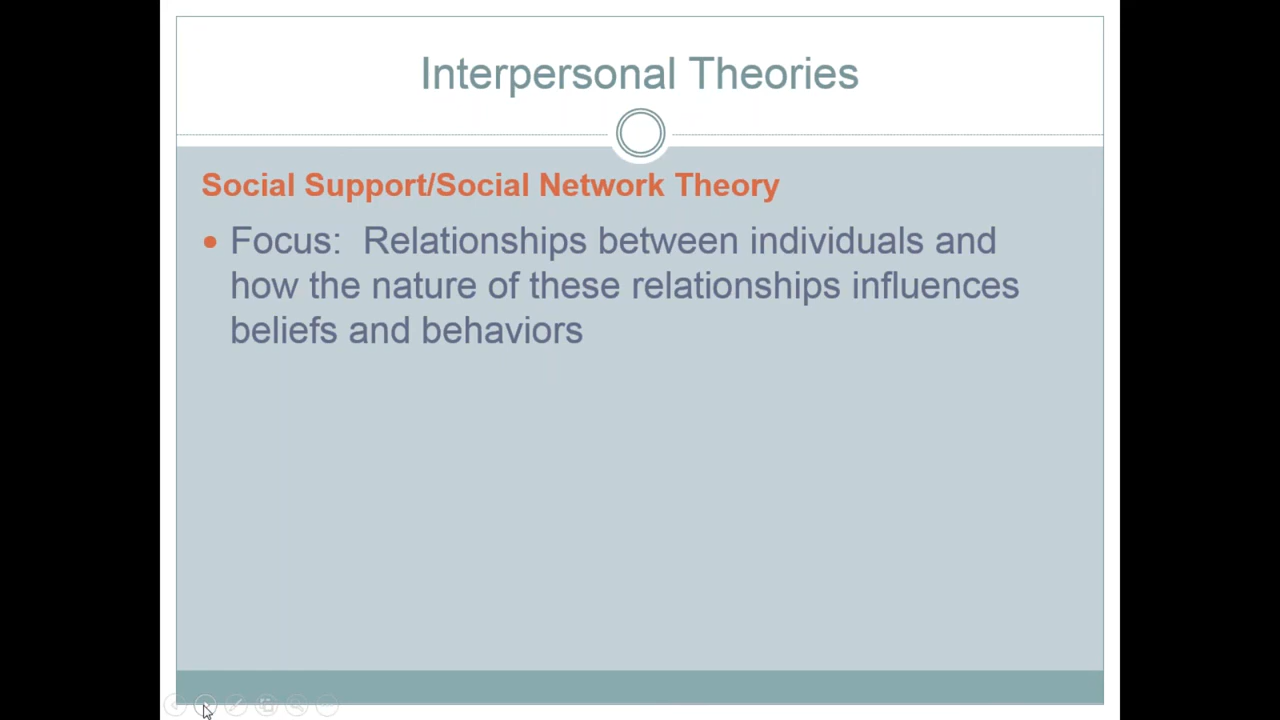 Interpersonal Theories
Social Support/Social Network Theory
• Focus:  Relationships between individuals and
how the nature of these relationships influences
beliefs and behaviors